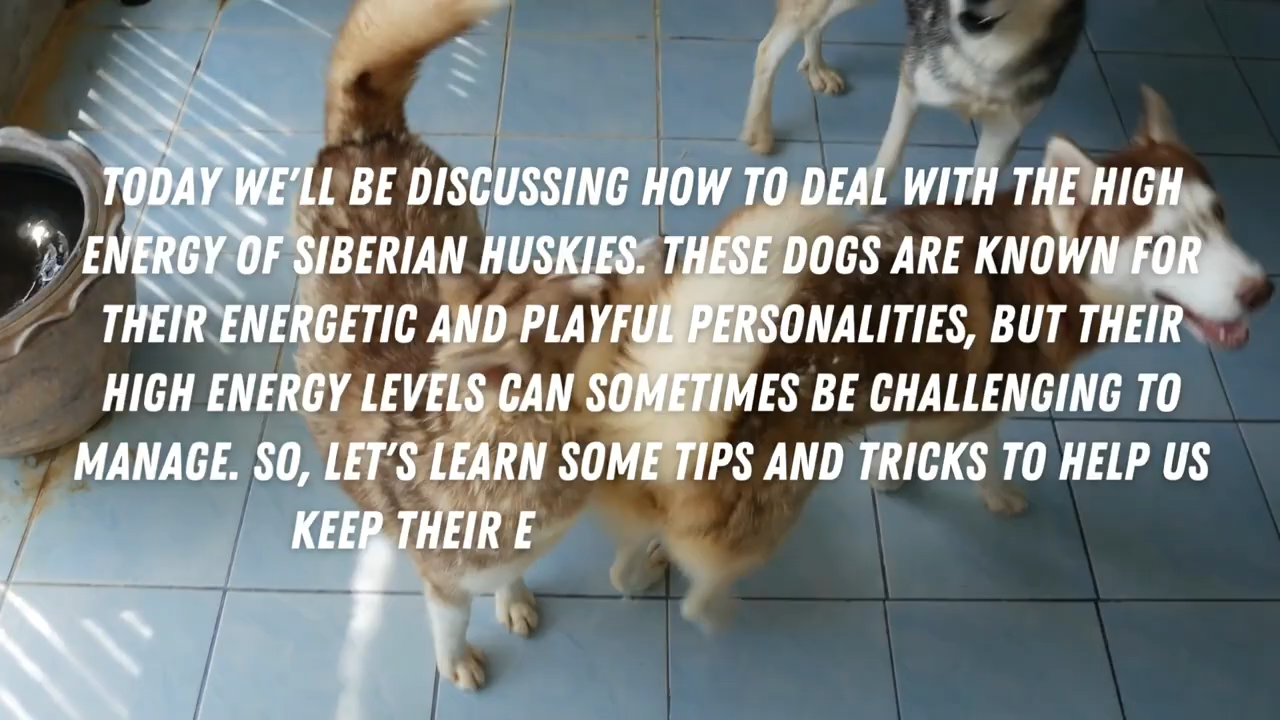 TODAY WE'LL BE DISCUSSING HOW TO DEAL WITH THE HIGH
ENERGY OF SIBERIAN HUSKIES. THESE DOGS ARE KNOWN FOR
THEIR ENERGETIC AND PLAYFUL PERSONALITIES, BUT THEIR
HIGH ENERGY LEVELS CAN SOMETIMES BE CHALLENGING TO
MANAGE. SO, LET'S LEARN SOME TIPS AND TRICKS TO HELP US
KEEP THEIR E